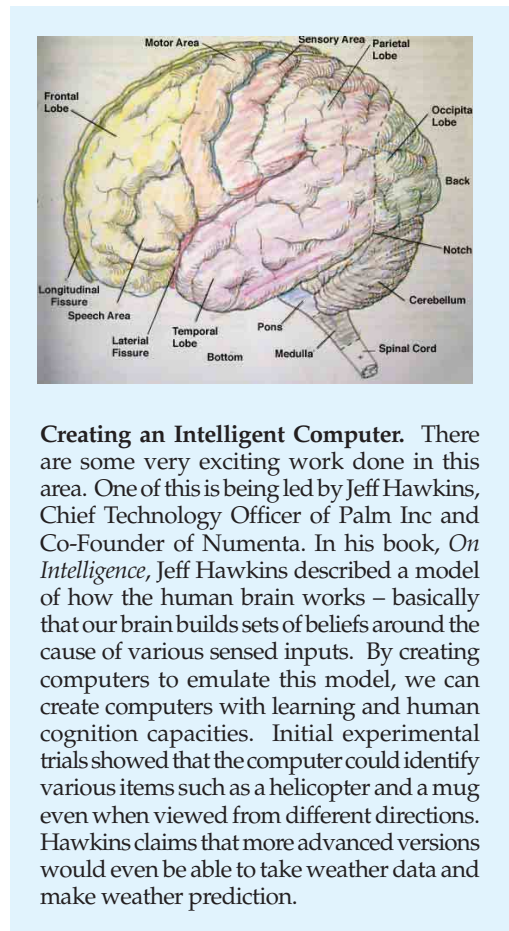 Motor Area
Sensory Area
Parietal
Lobe
Frontal
Lobe
Occipita
Lobe
Back
Notch
Longitudinal
Fissure
Cerebellum
Speech Area
Pons
Temporal
Lobe
Laterial
Fissure
Bottom
Medulla
Spinal Cord
Creating an Intelligent Computer. There
are some very exciting work done in this
area. One of this is being led by Jeff Hawkins,
Chief Technology Officer of Palm Inc and
Co-Founder of Numenta. In his book, On
Intelligence, Jeff Hawkins described a model
of how the human brain works – basically
that our brain builds sets of beliefs around the
cause of various sensed inputs. By creating
computers to emulate this model, we can
create computers with learning and human
cognition capacities. Initial experimental
trials showed that the computer could identify
various items such as a helicopter and a mug
even when viewed from different directions.
Hawkins claims that more advanced versions
would even be able to take weather data and
make weather prediction.